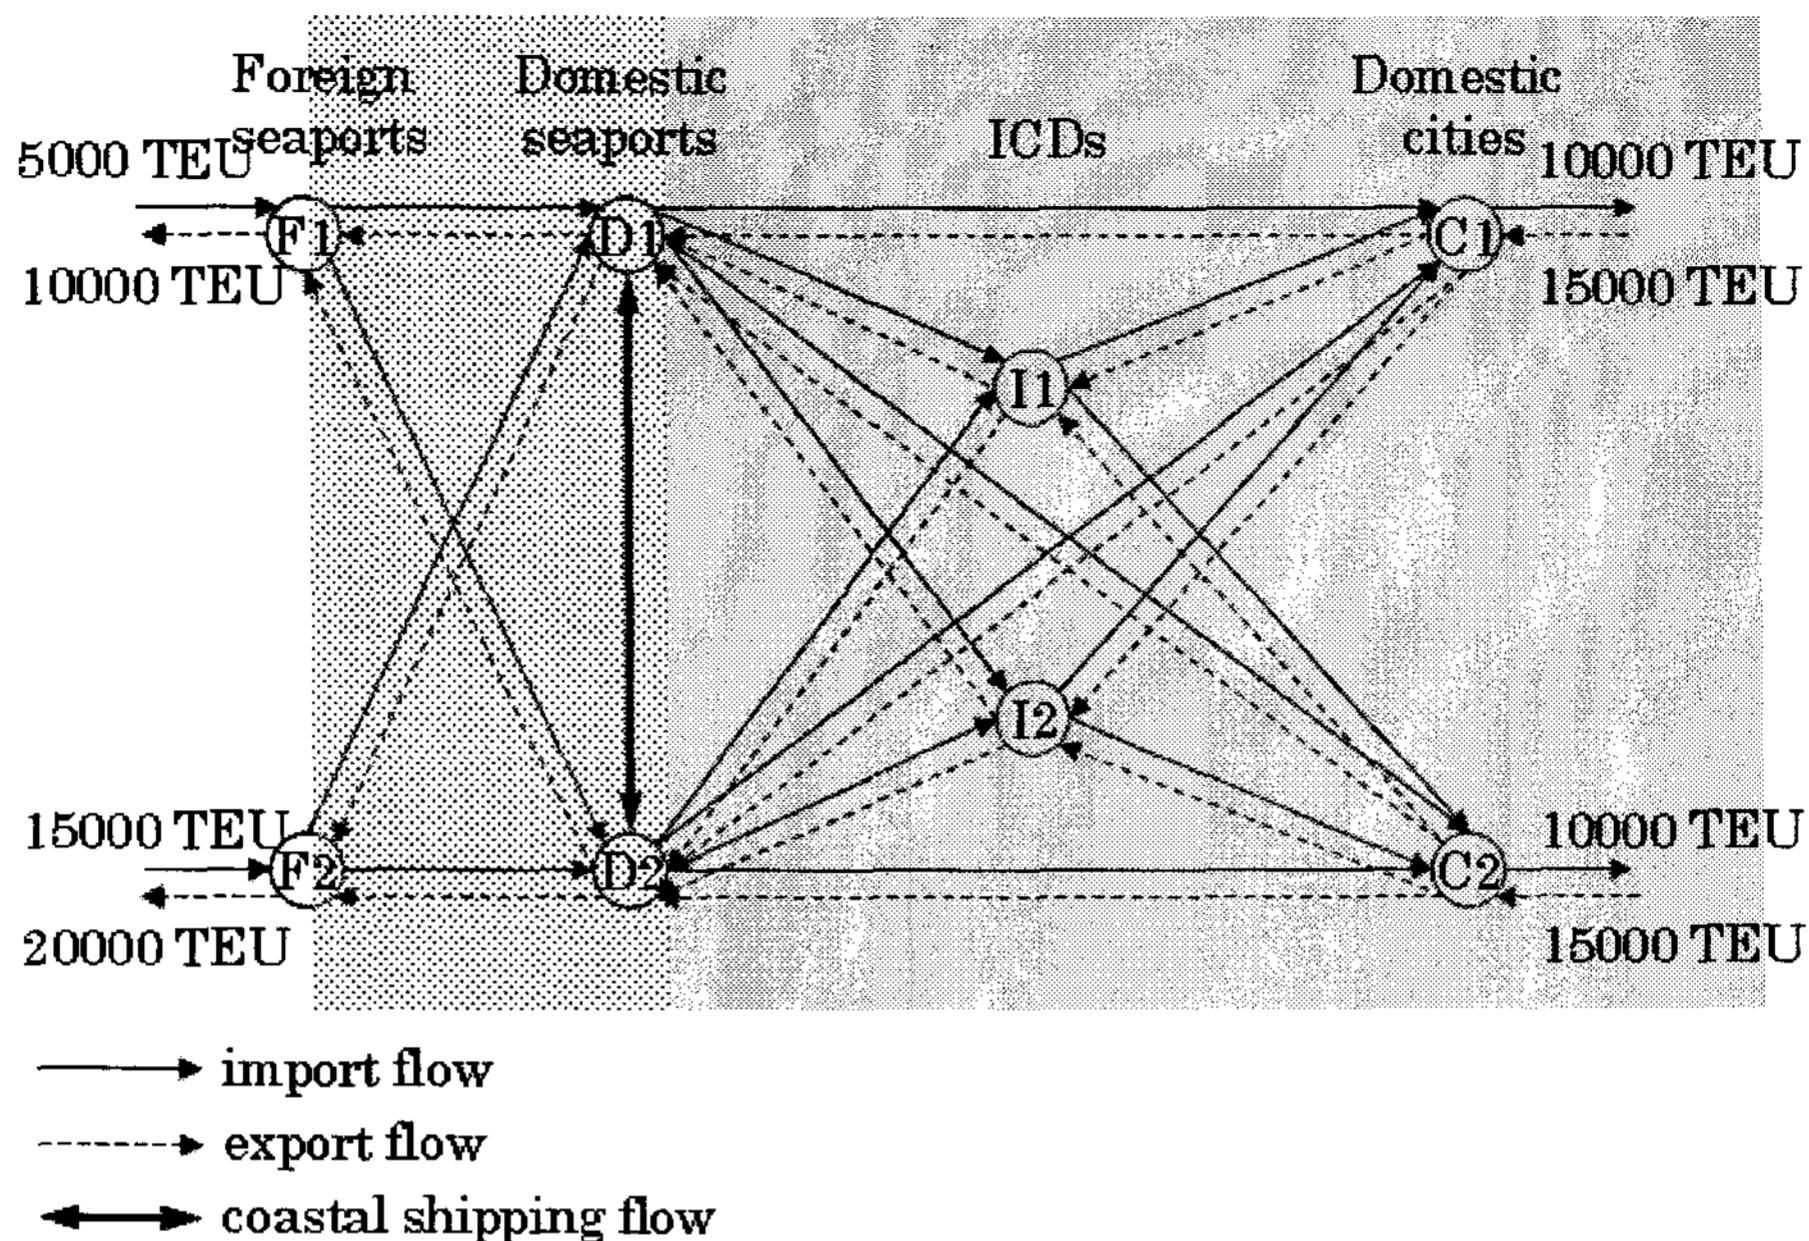 Foreign
seaports
Domestic
seaports
ICDs
Domestic
cities
5000 TEU
10000 TEU
10000 TEU
15000 TEU
F1
D1
C1
I1
I2
15000 TEU
20000 TEU
10000 TEU
15000 TEU
F2
D2
C2
import flow
export flow
coastal shipping flow